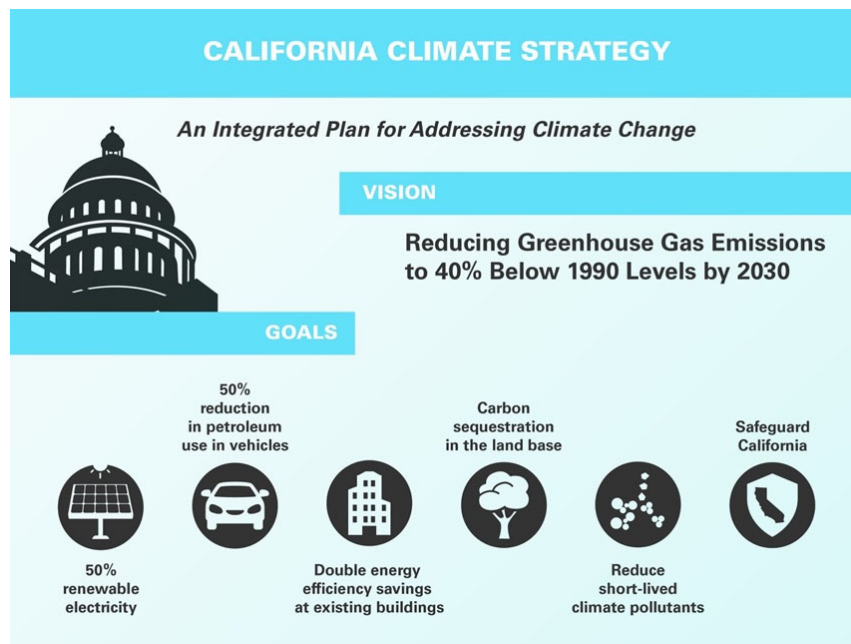 CALIFORNIA CLIMATE STRATEGY
An Integrated Plan for Addressing Climate Change
VISION
Reducing Greenhouse Gas Emissions
to 40% Below 1990 Levels by 2030
GOALS
50%
renewable
electricity
50%
reduction
in petroleum
use in vehicles
Double energy
efficiency savings
at existing buildings
Carbon
sequestration
in the land base
Reduce
short-lived
climate pollutants
Safeguard
California